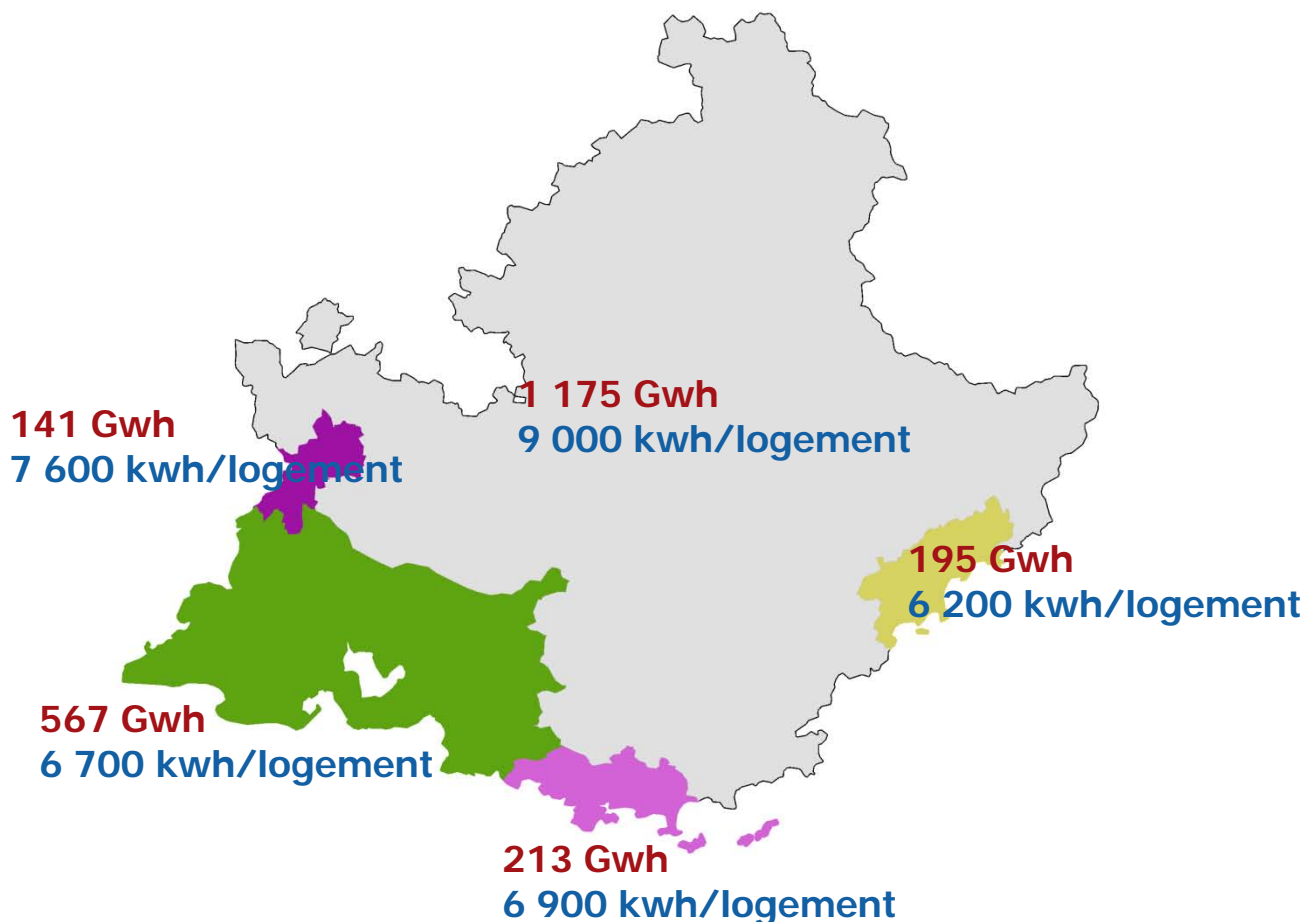 1 175 Gwh
9 000 kwh/logement
141 Gwh
7 600 kwh/logement
195 Gwh
6 200 kwh/logement
567 Gwh
6 700 kwh/logement
213 Gwh
6 900 kwh/logement